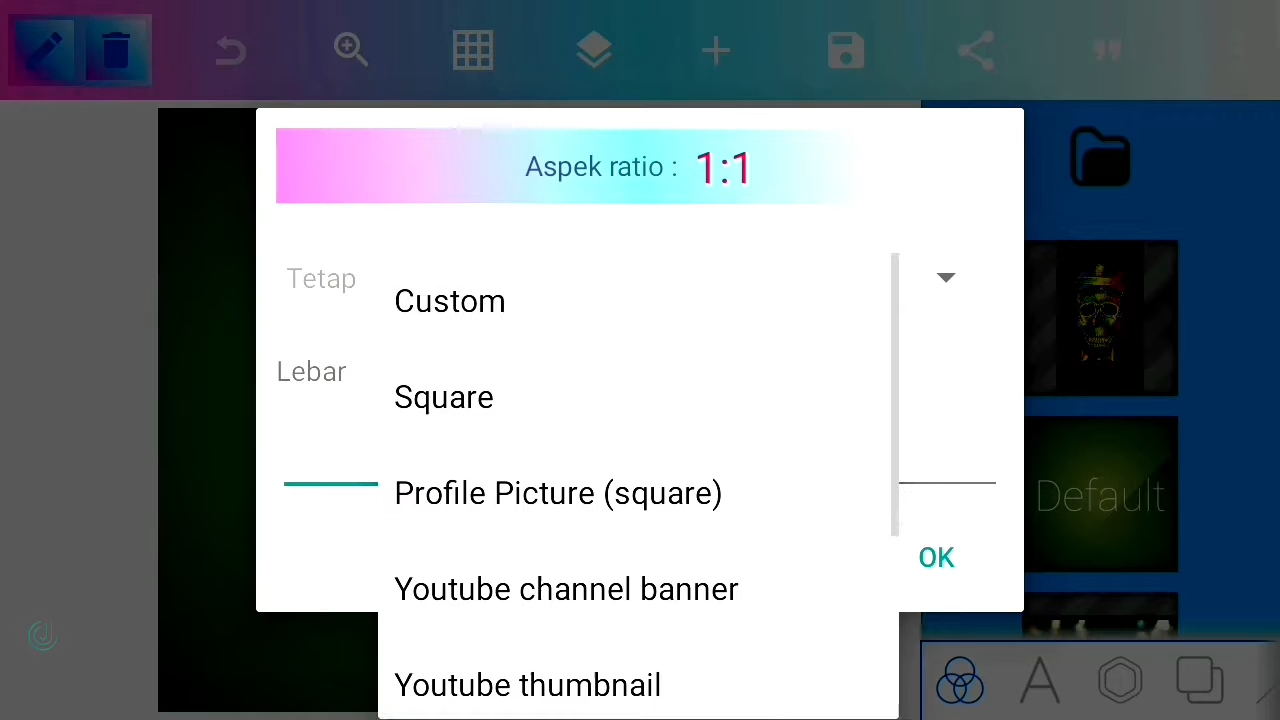 Aspek ratio : 1:1
Tetap
Custom
Lebar
Square
Profile Picture (square)
Default
OK
Youtube channel banner
Youtube thumbnail